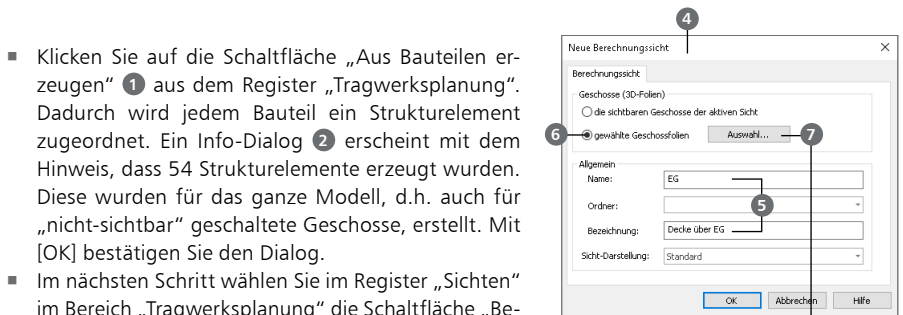 ■ Klicken Sie auf die Schaltfläche „Aus Bauteilen er-
zeugen“ 1 aus dem Register „Tragwerksplanung“.
Dadurch wird jedem Bauteil ein Strukturelement
zugeordnet. Ein Info-Dialog 2 erscheint mit dem
Hinweis, dass 54 Strukturelemente erzeugt wurden.
Diese wurden für das ganze Modell, d.h. auch für
„nicht-sichtbar“ geschaltete Geschosse, erstellt. Mit
[OK] bestätigen Sie den Dialog.
■ Im nächsten Schritt wählen Sie im Register „Sichten“
im Bereich „Tragwerksplanung“ die Schaltfläche „Be-
4
Neue Berechnungssicht
Berechnungssicht
Geschosse (3D-Folien)
die sichtbaren Geschosse der aktiven Sicht
6 gewählte Geschossfolien Auswahl... 7
Allgemein
Name: EG
Ordner: 5
Bezeichnung: Decke über EG
Sicht-Darstellung: Standard
OK Abbrechen Hilfe